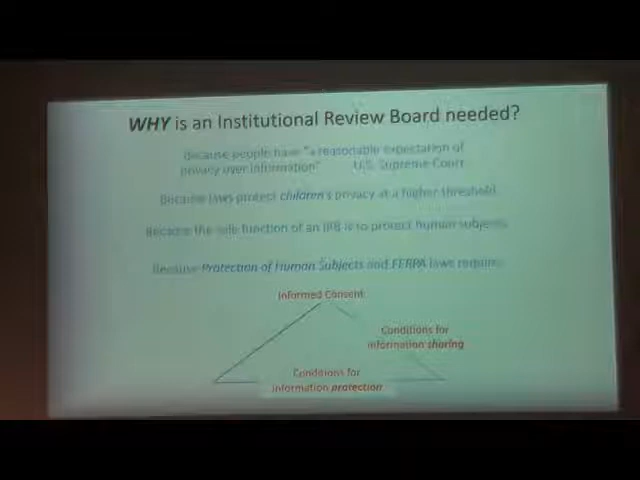 WHY is an Institutional Review Board needed?
Because people have "a reasonable expectation of
privacy over information" U.S. Supreme Court
Because laws protect children's privacy at a higher threshold
Because the sole function of an IRB is to protect human subjects
Because Protection of Human Subjects and FERPA laws require:
Informed Consent
Conditions for
information sharing
Conditions for
information protection